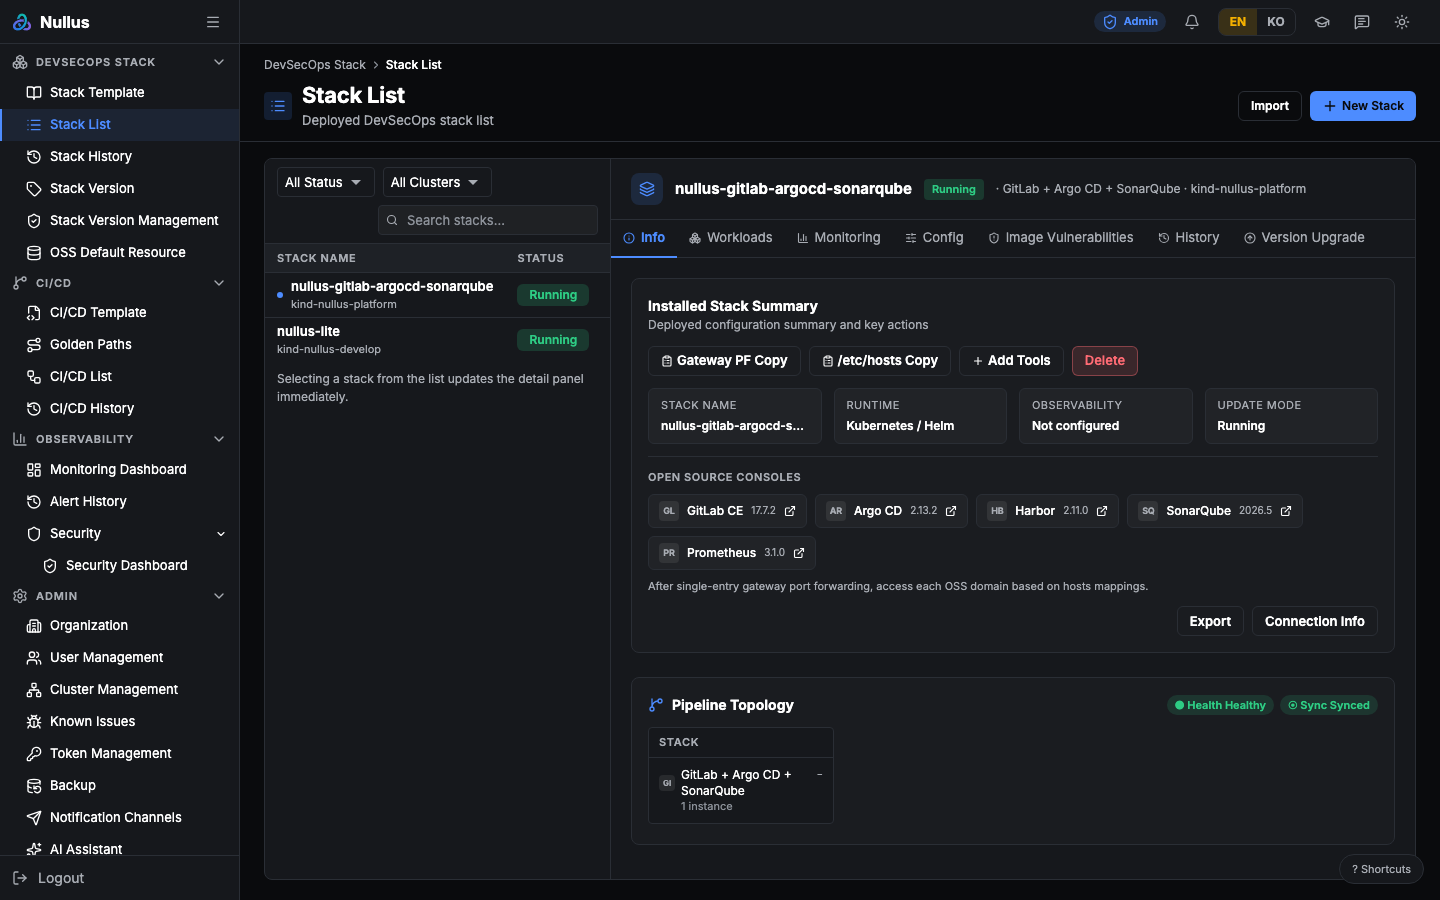 Nullus
Admin
EN
KO
DEVSECOPS STACK
Stack Template
Stack List
Stack History
Stack Version
Stack Version Management
OSS Default Resource
CI/CD
CI/CD Template
Golden Paths
CI/CD List
CI/CD History
OBSERVABILITY
Monitoring Dashboard
Alert History
Security
Security Dashboard
ADMIN
Organization
User Management
Cluster Management
Known Issues
Token Management
Backup
Notification Channels
AI Assistant
Logout
DevSecOps Stack > Stack List
Stack List
Deployed DevSecOps stack list
Import
+ New Stack
All Status
All Clusters
Search stacks...
STACK NAME STATUS
nullus-gitlab-argocd-sonarqube
kind-nullus-platform
Running
nullus-lite
kind-nullus-develop
Running
Selecting a stack from the list updates the detail panel
immediately.
nullus-gitlab-argocd-sonarqube Running · GitLab + Argo CD + SonarQube · kind-nullus-platform
Info Workloads Monitoring Config Image Vulnerabilities History Version Upgrade
Installed Stack Summary
Deployed configuration summary and key actions
Gateway PF Copy
/etc/hosts Copy
+ Add Tools
Delete
STACK NAME
nullus-gitlab-argocd-s...
RUNTIME
Kubernetes / Helm
OBSERVABILITY
Not configured
UPDATE MODE
Running
OPEN SOURCE CONSOLES
GL GitLab CE 17.7.2
AR Argo CD 2.13.2
HB Harbor 2.11.0
SQ SonarQube 2026.5
PR Prometheus 3.1.0
After single-entry gateway port forwarding, access each OSS domain based on hosts mappings.
Export
Connection Info
Pipeline Topology
Health Healthy
Sync Synced
STACK
GI
GitLab + Argo CD + –
SonarQube
1 instance
? Shortcuts